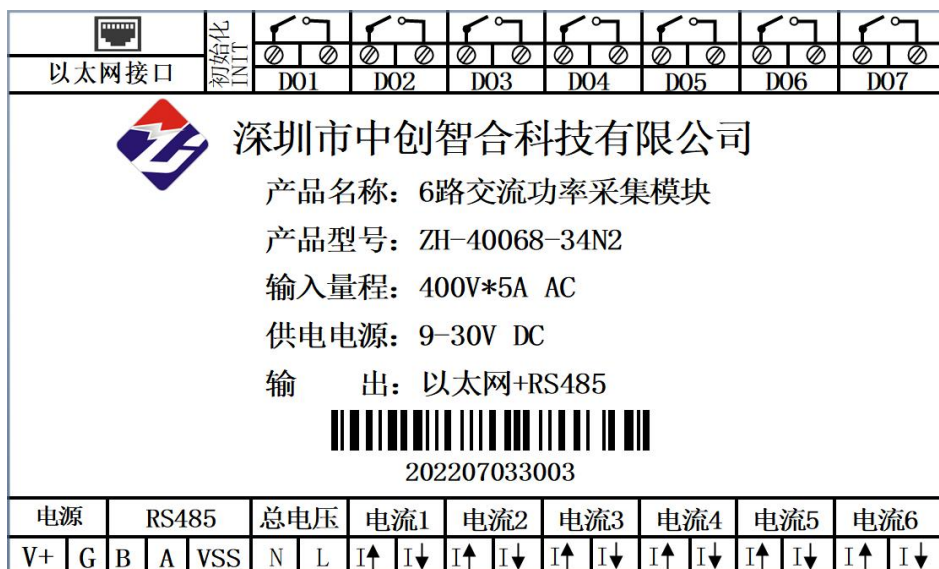 以太网接口
初始化
INIT
DO1 DO2 DO3 DO4 DO5 DO6 DO7
深圳市中创智合科技有限公司
产品名称：6路交流功率采集模块
产品型号：ZH-40068-34N2
输入量程：400V*5A AC
供电电源：9-30V DC
输 出：以太网+RS485
202207033003
电源 RS485 总电压 电流1 电流2 电流3 电流4 电流5 电流6
V+ G B A VSS N L I↑ I↓ I↑ I↓ I↑ I↓ I↑ I↓ I↑ I↓ I↑ I↓